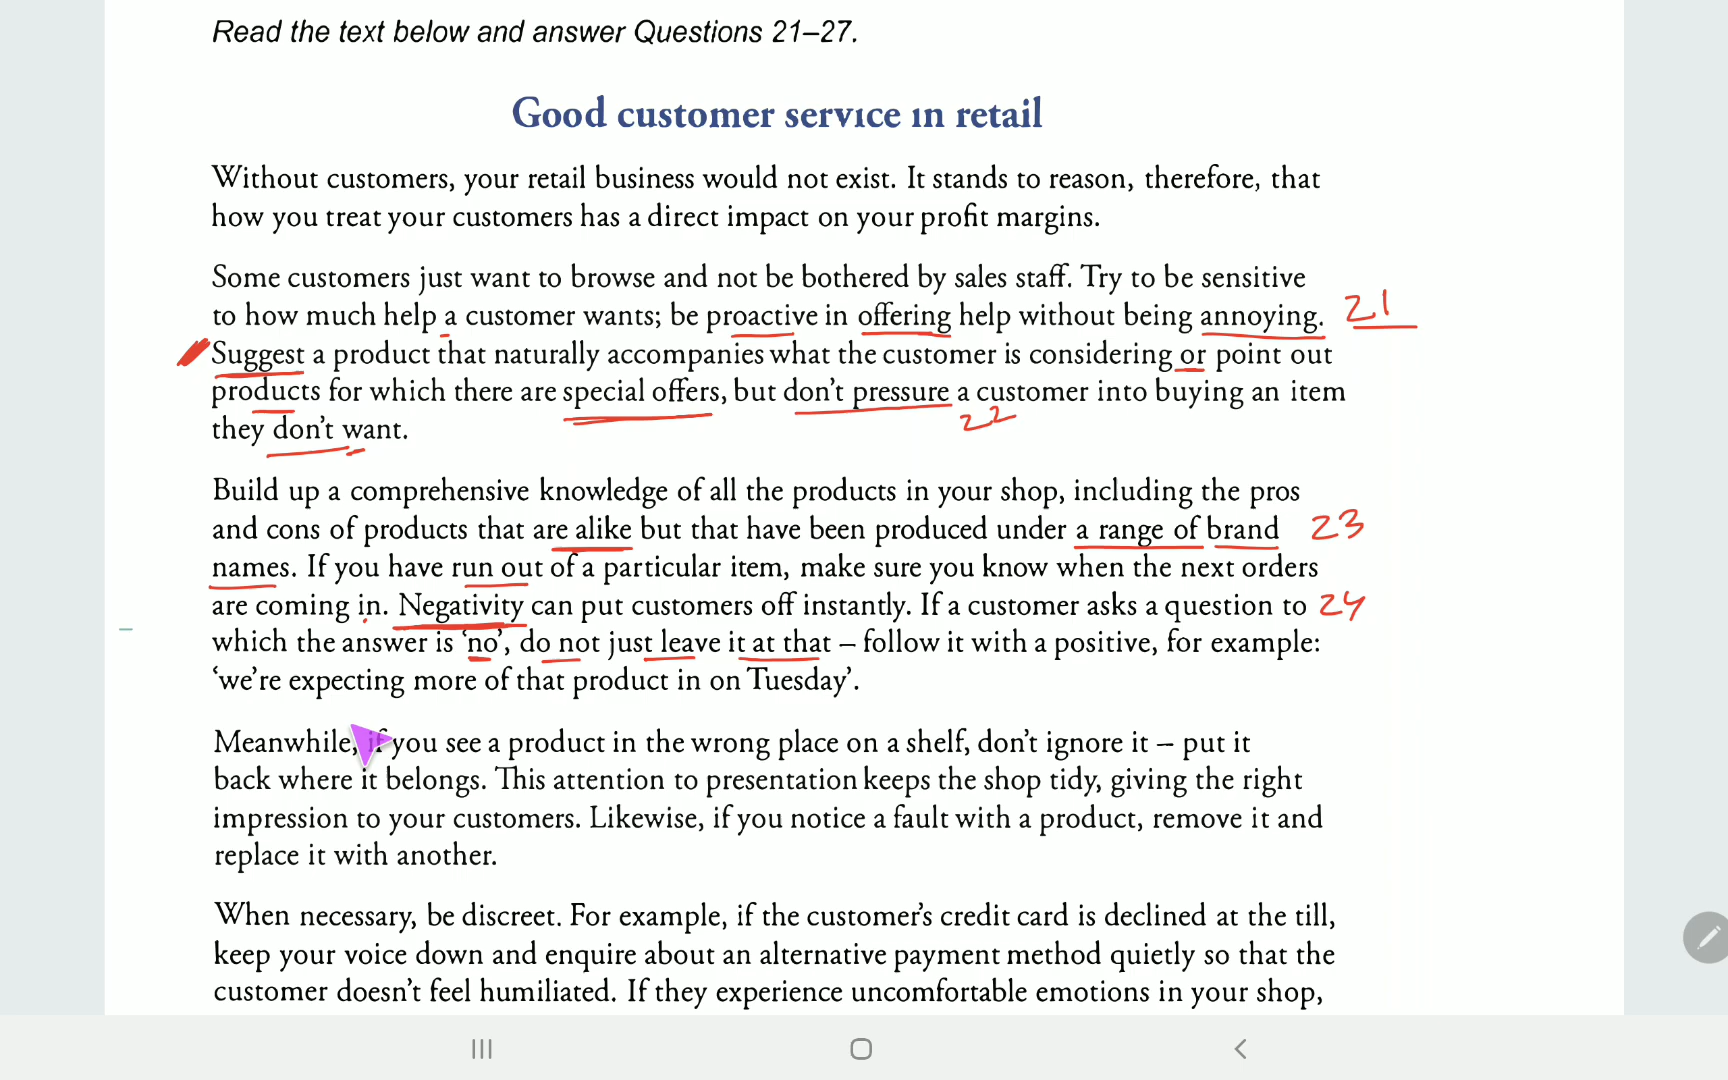 Read the text below and answer Questions 21–27.
Good customer service in retail
Without customers, your retail business would not exist. It stands to reason, therefore, that
how you treat your customers has a direct impact on your profit margins.
Some customers just want to browse and not be bothered by sales staff. Try to be sensitive
to how much help a customer wants; be proactive in offering help without being annoying. 21
Suggest a product that naturally accompanies what the customer is considering or point out
products for which there are special offers, but don't pressure a customer into buying an item
22
they don't want.
Build up a comprehensive knowledge of all the products in your shop, including the pros
and cons of products that are alike but that have been produced under a range of brand 23
names. If you have run out of a particular item, make sure you know when the next orders
are coming in. Negativity can put customers off instantly. If a customer asks a question to 24
which the answer is 'no', do not just leave it at that – follow it with a positive, for example:
'we're expecting more of that product in on Tuesday'.
Meanwhile, if you see a product in the wrong place on a shelf, don't ignore it – put it
back where it belongs. This attention to presentation keeps the shop tidy, giving the right
impression to your customers. Likewise, if you notice a fault with a product, remove it and
replace it with another.
When necessary, be discreet. For example, if the customer's credit card is declined at the till,
keep your voice down and enquire about an alternative payment method quietly so that the
customer doesn't feel humiliated. If they experience uncomfortable emotions in your shop,